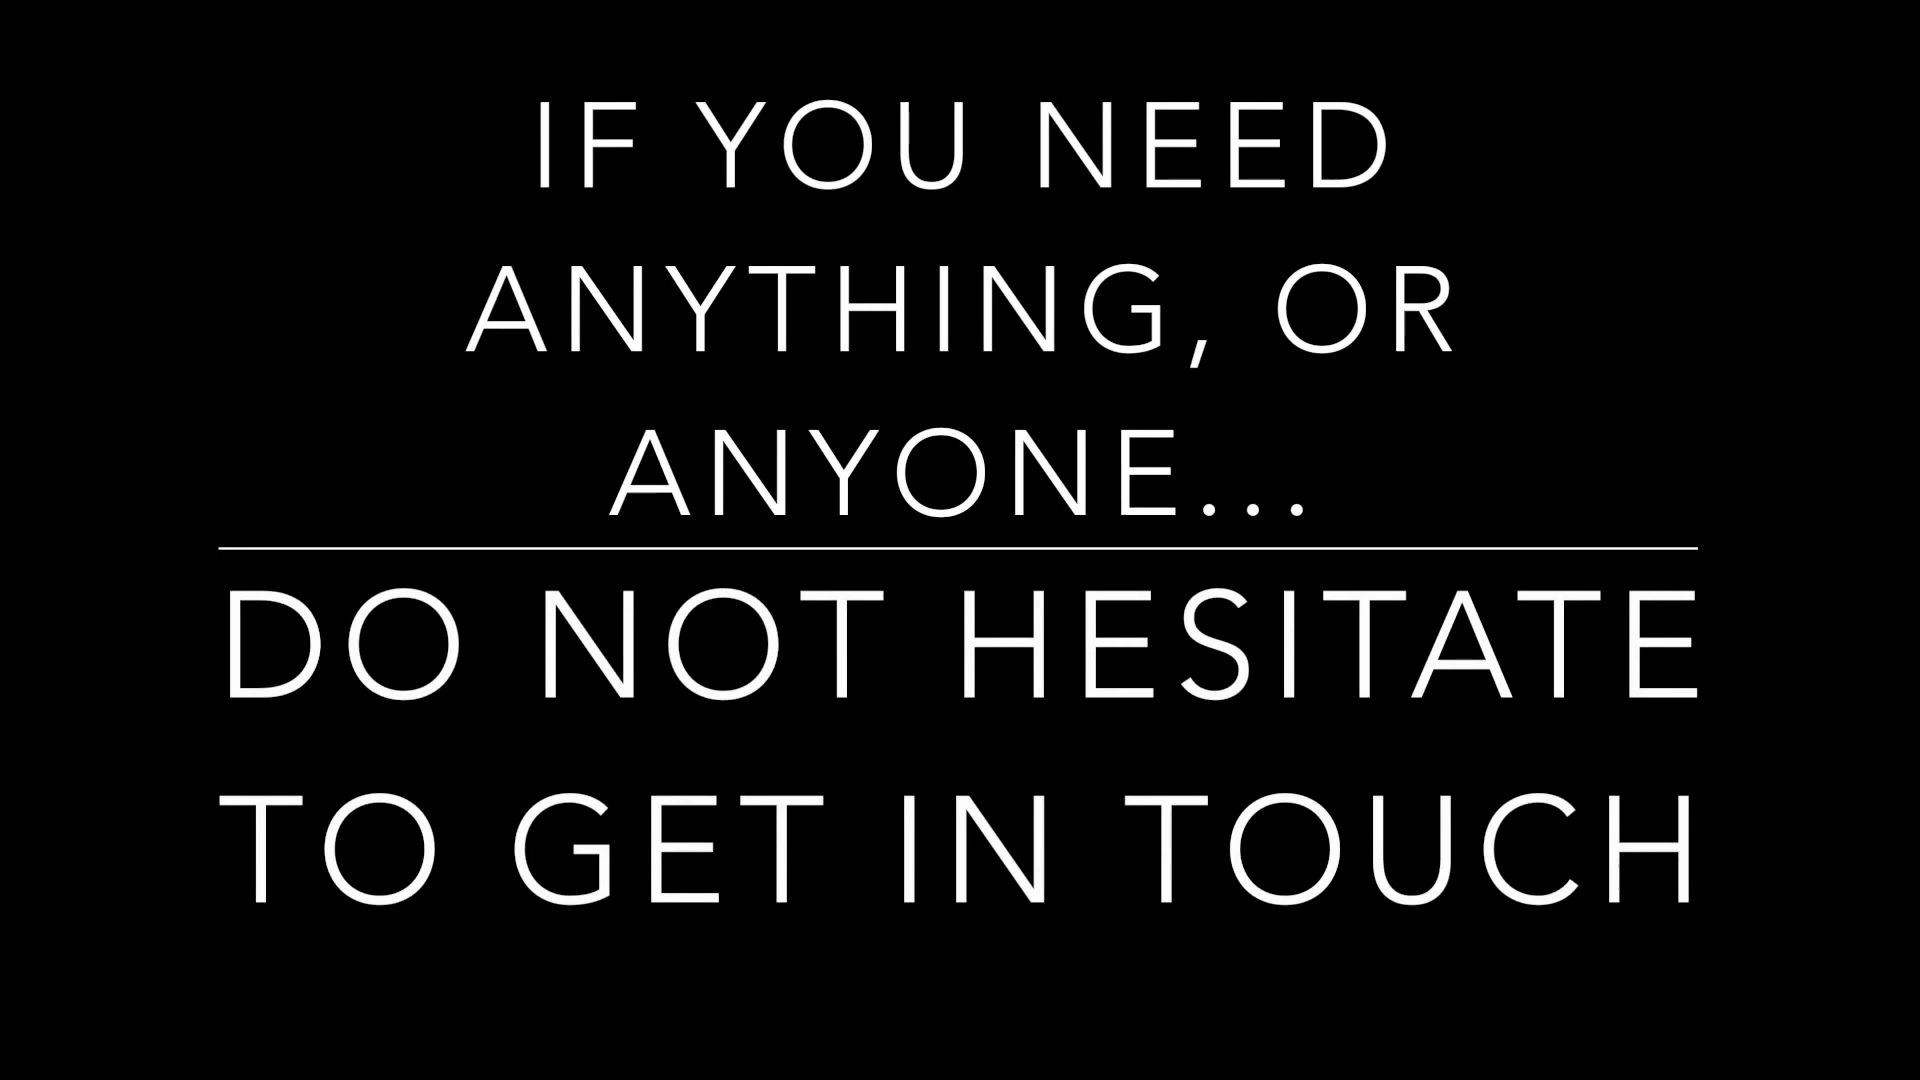 IF YOU NEED
ANYTHING, OR
ANYONE...
DO NOT HESITATE
TO GET IN TOUCH